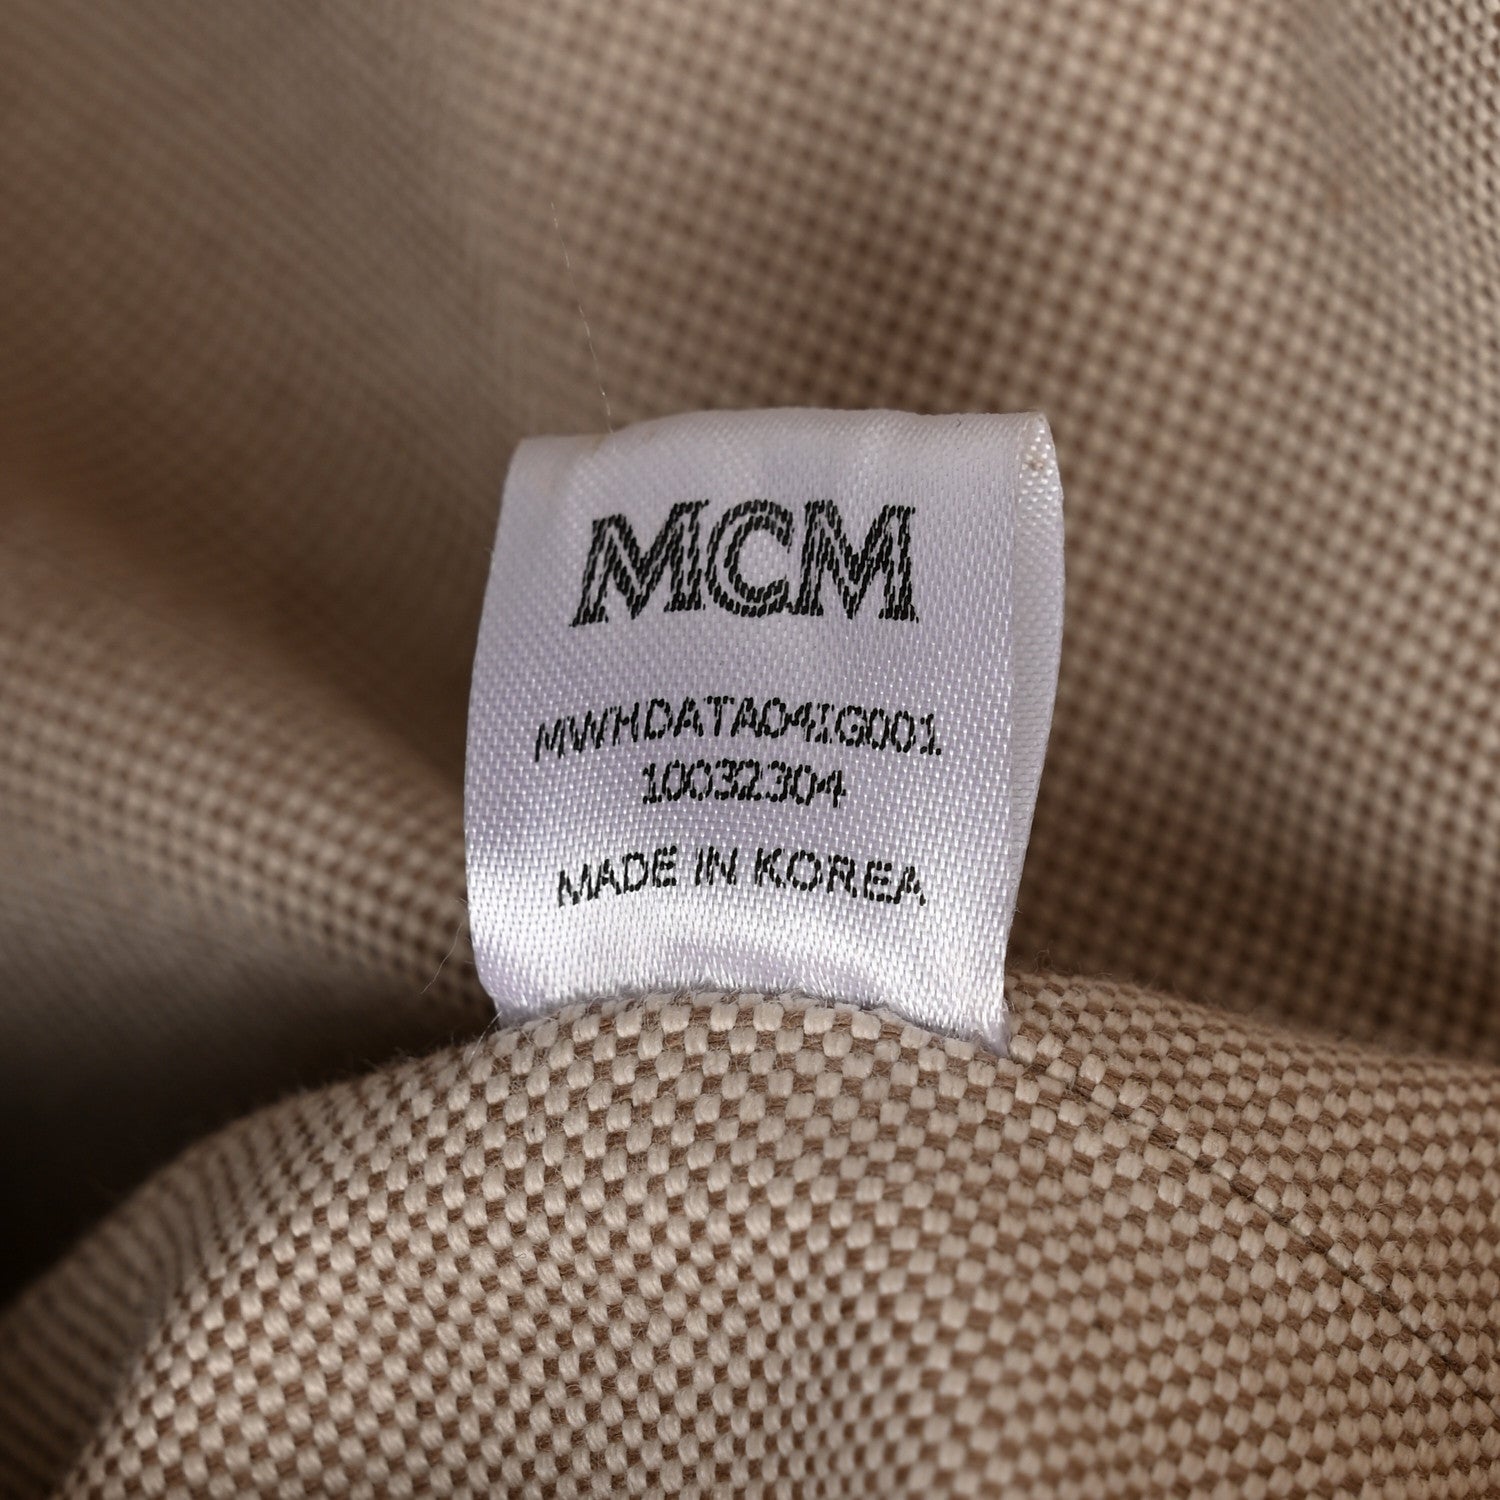 MCM
MWHDATA04IG001
10032304
MADE IN KOREA